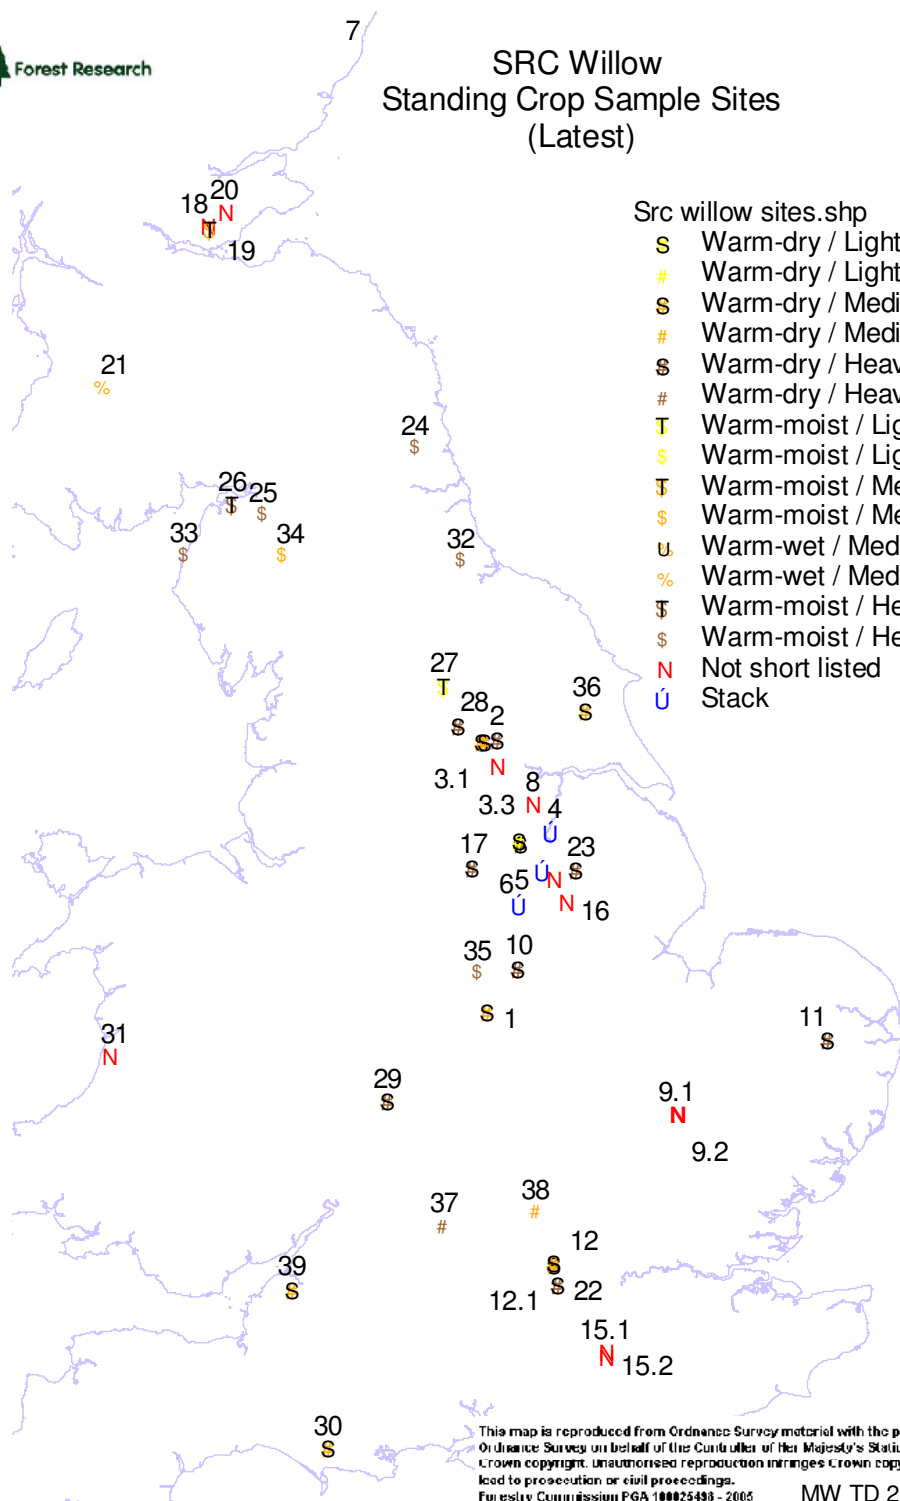 7
Forest Research
SRC Willow
Standing Crop Sample Sites
(Latest)
20
18
N
N
T
19
Src willow sites.shp
S Warm-dry / Light
# Warm-dry / Light
S Warm-dry / Medi
# Warm-dry / Medi
S Warm-dry / Heav
# Warm-dry / Heav
T Warm-moist / Lig
$ Warm-moist / Lig
T Warm-moist / Me
$ Warm-moist / Me
U Warm-wet / Med
% Warm-wet / Med
T Warm-moist / He
$ Warm-moist / He
N Not short listed
Ú Stack
21
%
24
$
26
25
T
$
33
34
$
$
32
$
27
T
36
S
28
2
S
S
S
N
3.1
8
3.3
N
4
Ú
S
17
S
23
S
Ú
N
6
5
Ú
N
16
35
10
$
S
S
1
11
S
31
N
29
S
9.1
N
9.2
37
#
38
#
12
S
S
22
12.1
39
S
15.1
N
15.2
30
S
This map is reproduced from Ordnance Survey material with the p
Ordnance Survey on behalf of the Controller of Her Majesty's Stati
Crown copyright. Unauthorised reproduction infringes Crown copy
lead to prosecution or civil proceedings.
Forestry Commission PGA 100025498 - 2005
MW TD 2